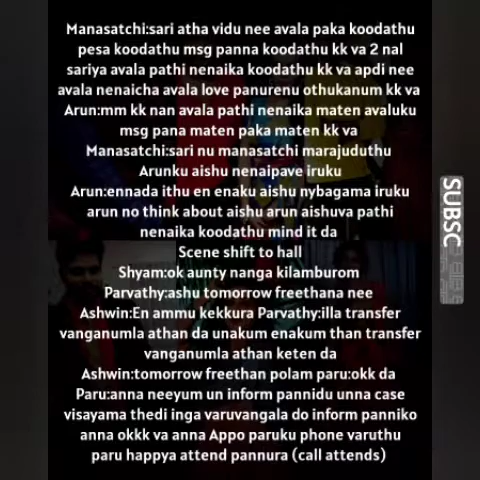 Manasatchi:sari atha vidu nee avala paka koodathu
pesa koodathu msg panna koodathu kk va 2 nal
sariya avala pathi nenaika koodathu kk va apdi nee
avala nenaicha avala love panurenu othukanum kk va
Arun:mm kk nan avala pathi nenaika maten avaluku
msg pana maten paka maten kk va
Manasatchi:sari nu manasatchi marajuduthu
Arunku aishu nenaipave iruku
Arun:ennada ithu en enaku aishu nybagama iruku
arun no think about aishu arun aishuva pathi
nenaika koodathu mind it da
Scene shift to hall
Shyam:ok aunty nanga kilamburom
Parvathy:ashu tomorrow freethana nee
Ashwin:En ammu kekkura Parvathy:illa transfer
vanganumla athan da unakum enakum than transfer
vanganumla athan keten da
Ashwin:tomorrow freethan polam paru:okk da
Paru:anna neeyum un inform pannidu unna case
visayama thedi inga varuvangala do inform panniko
anna okkk va anna Appo paruku phone varuthu
paru happya attend pannura (call attends)
SUBSC